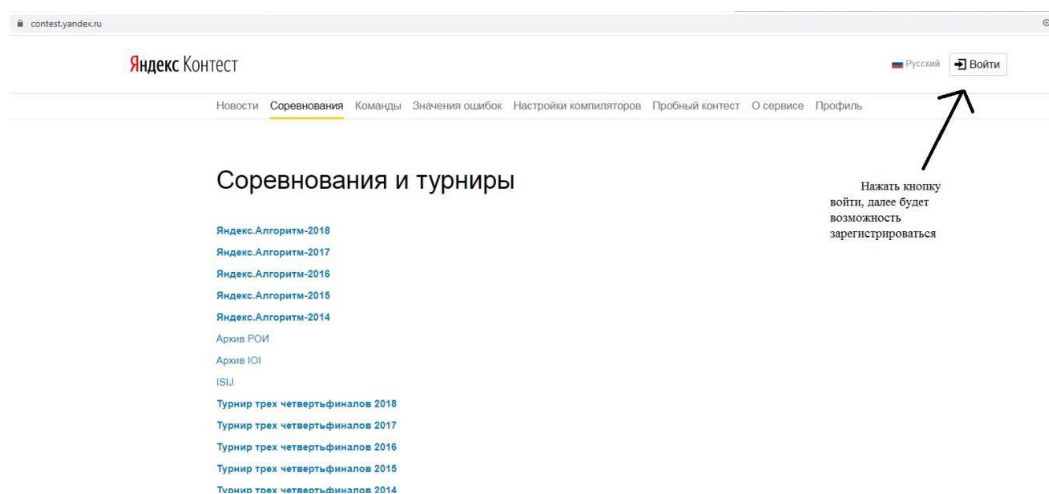 contest.yandex.ru
Яндекс Контест
Русский
Войти
Новости Соревнования Команды Значения ошибок Настройки компиляторов Пробный контест О сервисе Профиль
Соревнования и турниры
Нажать кнопку
войти, далее будет
возможность
зарегистрироваться
Яндекс.Алгоритм-2018
Яндекс.Алгоритм-2017
Яндекс.Алгоритм-2016
Яндекс.Алгоритм-2015
Яндекс.Алгоритм-2014
Архив РОИ
Архив IOI
ISIJ
Турнир трех четвертьфиналов 2018
Турнир трех четвертьфиналов 2017
Турнир трех четвертьфиналов 2016
Турнир трех четвертьфиналов 2015
Турнир трех четвертьфиналов 2014